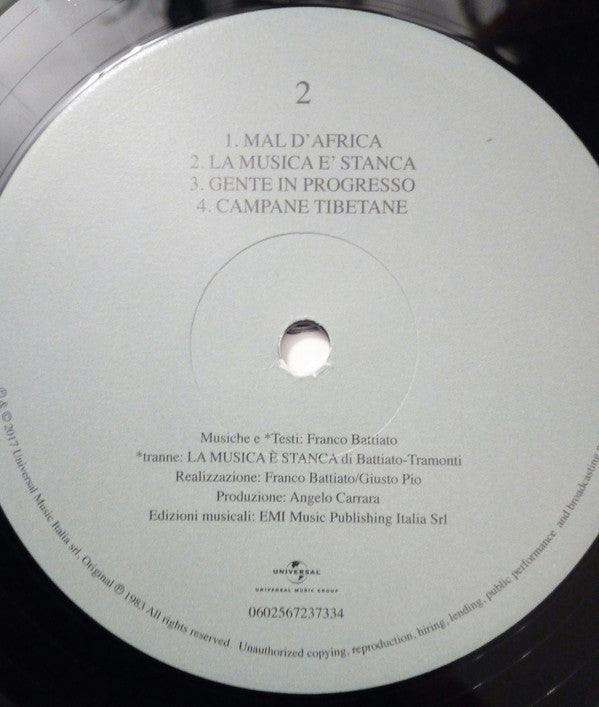 2
1. MAL D'AFRICA
2. LA MUSICA E' STANCA
3. GENTE IN PROGRESSO
4. CAMPANE TIBETANE
Musiche e *Testi: Franco Battiato
*tranne: LA MUSICA È STANCA di Battiato-Tramonti
Realizzazione: Franco Battiato/Giusto Pio
Produzione: Angelo Carrara
Edizioni musicali: EMI Music Publishing Italia Srl
UNIVERSAL
UNIVERSAL MUSIC GROUP
0602567237334
℗ & © 2017 Universal Music Italia srl, Original ℗ 1983 All rights reserved. Unauthorized copying, reproduction, hiring, lending, public performance and broadcasting